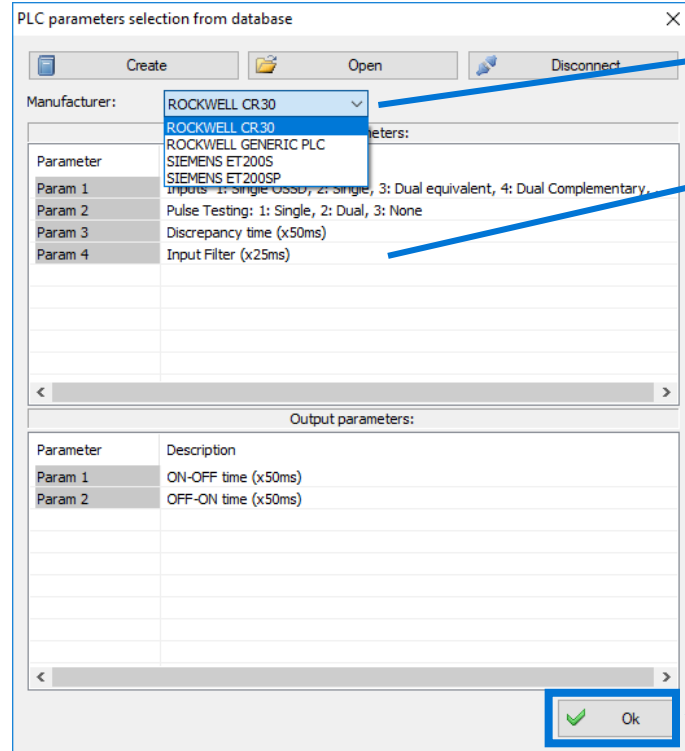 PLC parameters selection from database
Create Open Disconnect
Manufacturer: ROCKWELL CR30
ROCKWELL CR30
ROCKWELL GENERIC PLC
SIEMENS ET200S
SIEMENS ET200SP
Parameter
Param 1 Inputs 1: Single OSSD, 2: Single, 3: Dual equivalent, 4: Dual Complementary,
Param 2 Pulse Testing: 1: Single, 2: Dual, 3: None
Param 3 Discrepancy time (x50ms)
Param 4 Input Filter (x25ms)
Output parameters:
Parameter Description
Param 1 ON-OFF time (x50ms)
Param 2 OFF-ON time (x50ms)
Ok